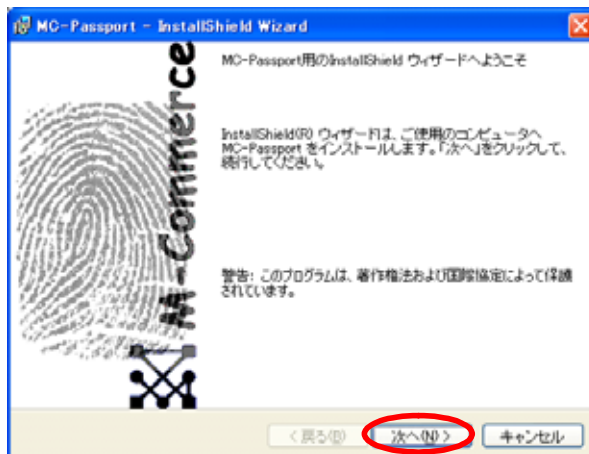 MC-Passport - InstallShield Wizard
M-Commerce
MC-Passport用のInstallShield ウィザードへようこそ
InstallShield(R) ウィザードは、ご使用のコンピュータへ
MC-Passport をインストールします。「次へ」をクリックして、
続行してください。
警告: このプログラムは、著作権法および国際協定によって保護
されています。
< 戻る(B)
次へ(N) >
キャンセル